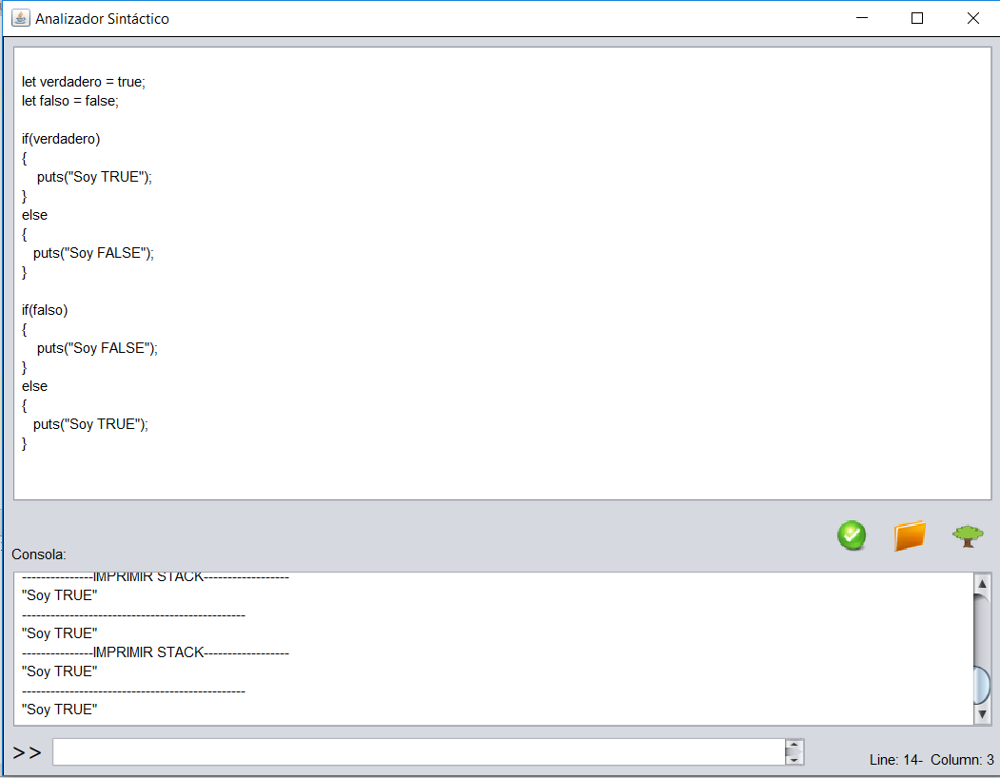 Analizador Sintáctico
let verdadero = true;
let falso = false;
if(verdadero)
{
puts("Soy TRUE");
}
else
{
puts("Soy FALSE");
}
if(falso)
{
puts("Soy FALSE");
}
else
{
puts("Soy TRUE");
}
Consola:
---------------IMPRIMIR STACK------------------
"Soy TRUE"
-----------------------------------------------
"Soy TRUE"
---------------IMPRIMIR STACK------------------
"Soy TRUE"
-----------------------------------------------
"Soy TRUE"
>>
Line: 14- Column: 3